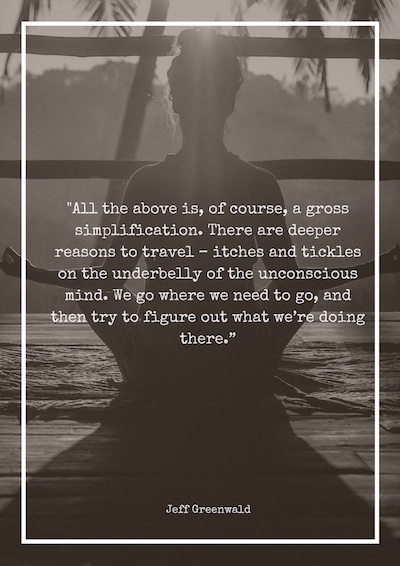 "All the above is, of course, a gross
simplification. There are deeper
reasons to travel – itches and tickles
on the underbelly of the unconscious
mind. We go where we need to go, and
then try to figure out what we’re doing
there.”
Jeff Greenwald